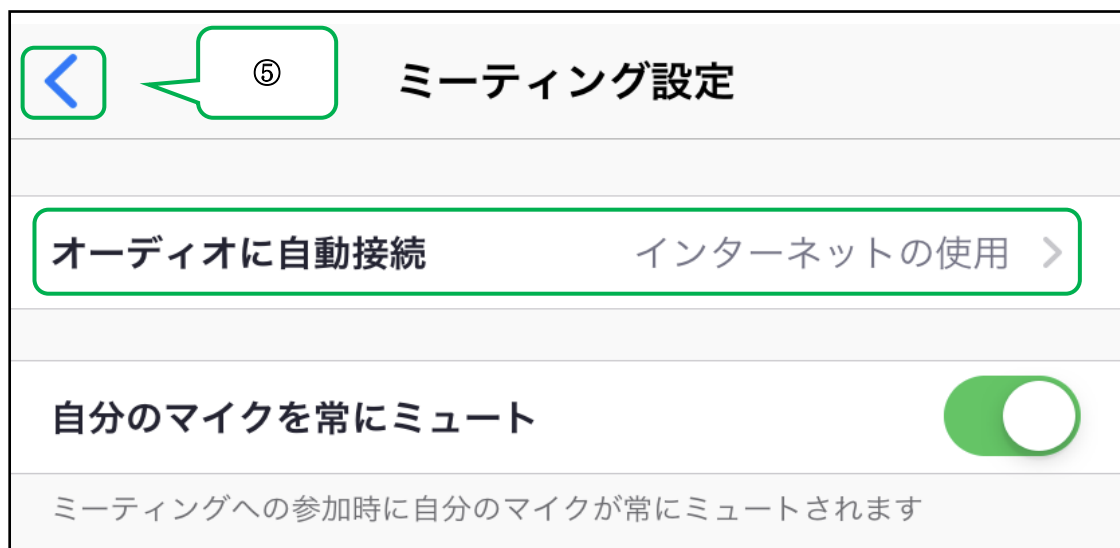 ⑤
ミーティング設定
オーディオに自動接続 インターネットの使用
自分のマイクを常にミュート
ミーティングへの参加時に自分のマイクが常にミュートされます